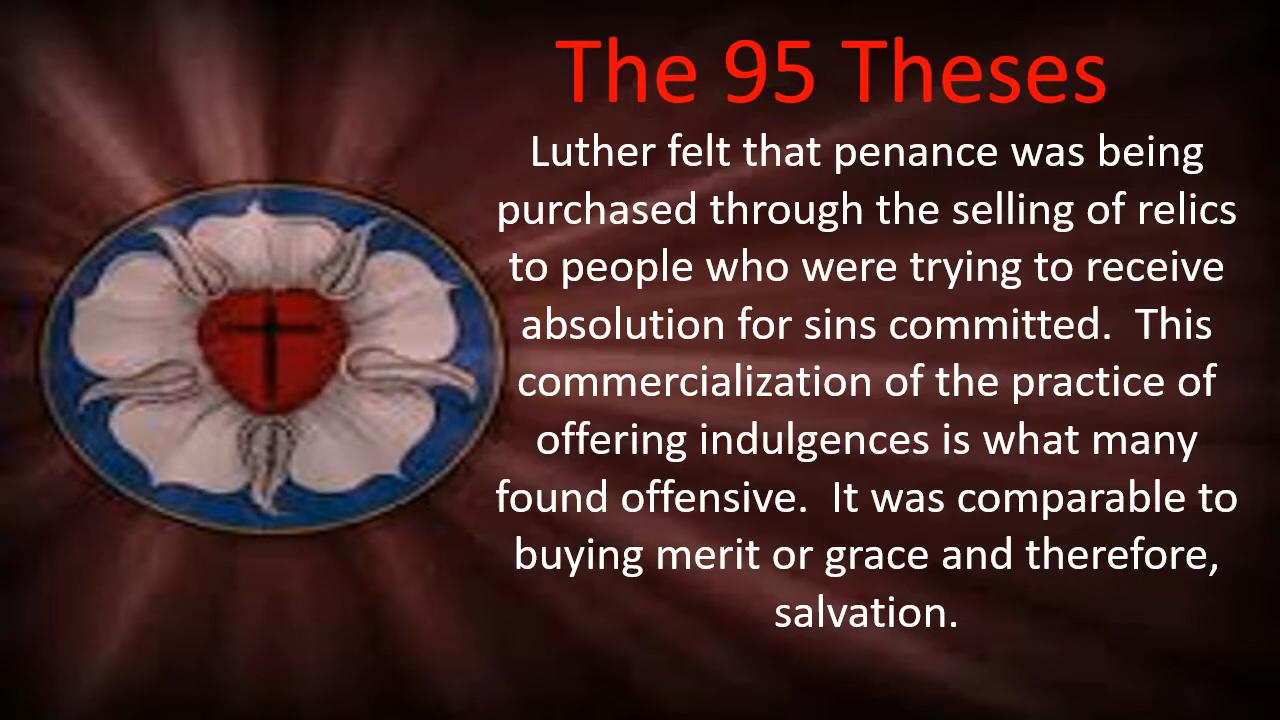 The 95 Theses
Luther felt that penance was being
purchased through the selling of relics
to people who were trying to receive
absolution for sins committed.  This
commercialization of the practice of
offering indulgences is what many
found offensive.  It was comparable to
buying merit or grace and therefore,
salvation.